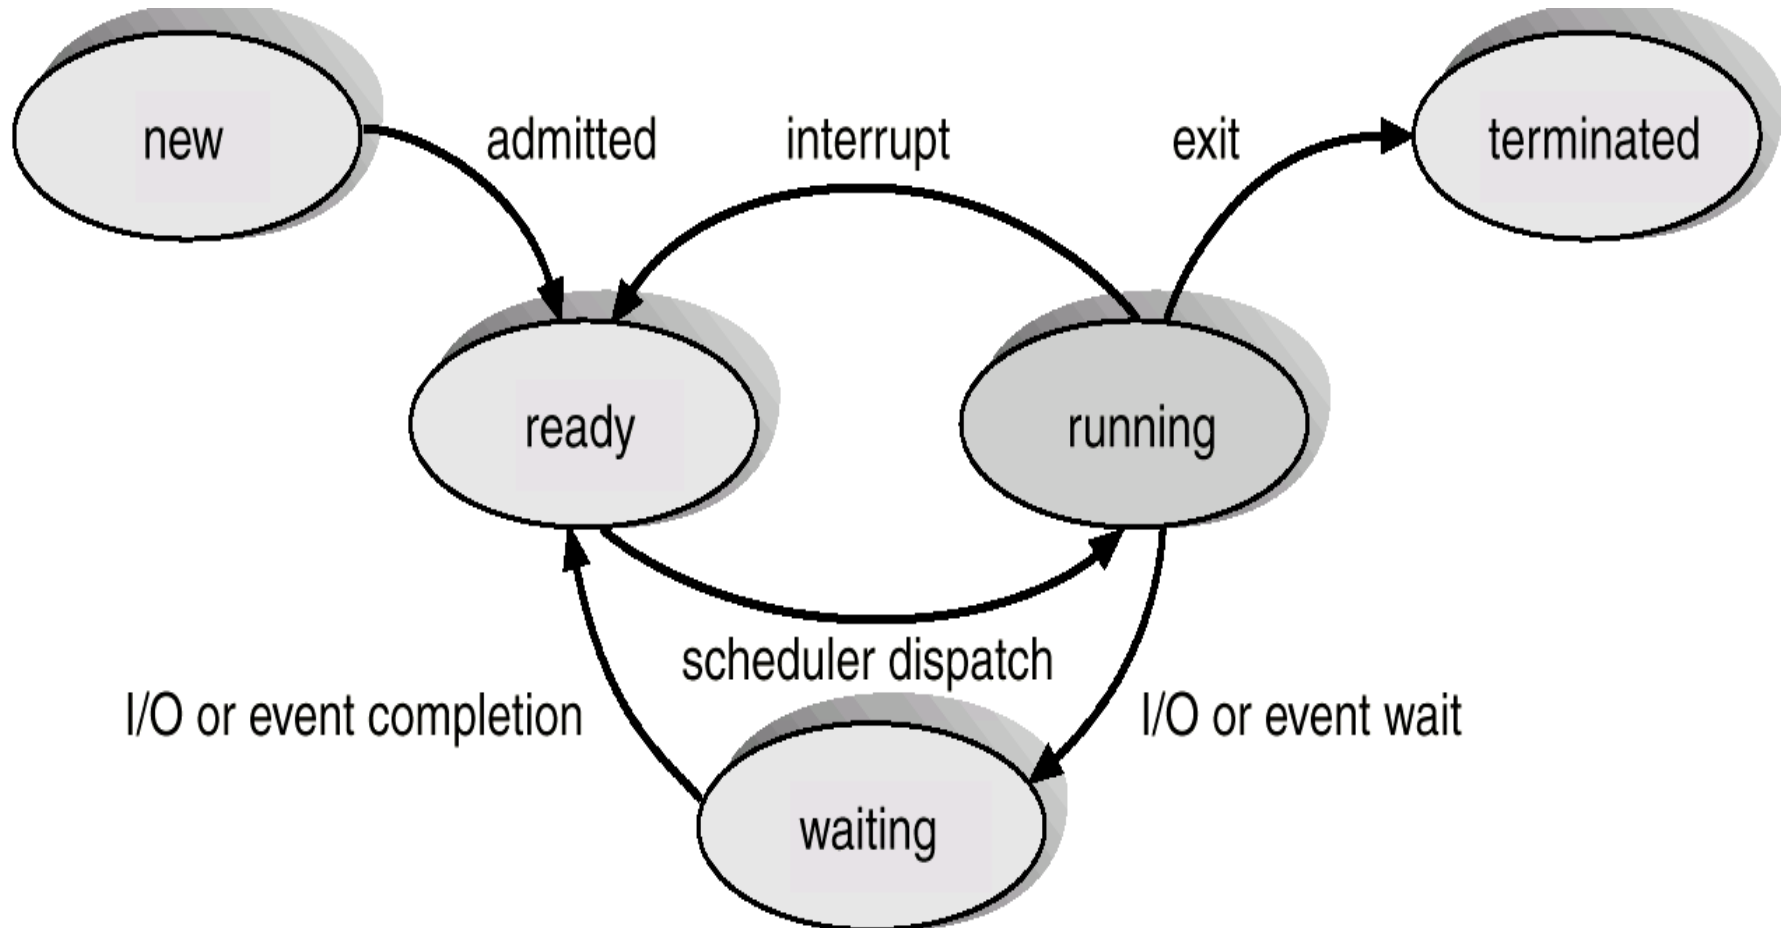 new
admitted
interrupt
exit
terminated
ready
running
scheduler dispatch
I/O or event completion
I/O or event wait
waiting